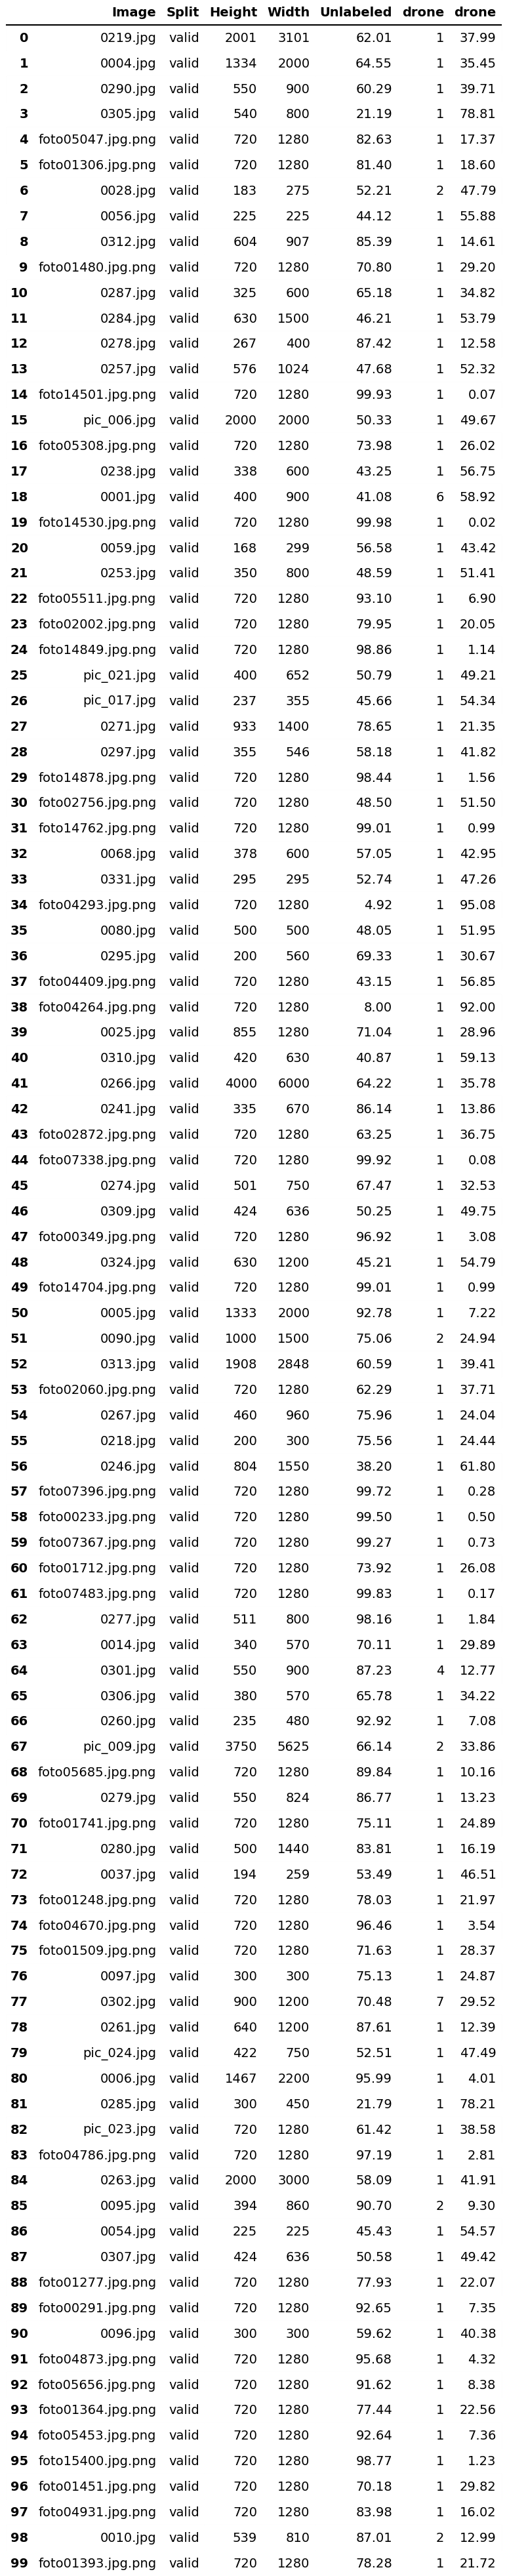 Image Split Height Width Unlabeled drone drone
0 0219.jpg valid 2001 3101 62.01 1 37.99
1 0004.jpg valid 1334 2000 64.55 1 35.45
2 0290.jpg valid 550 900 60.29 1 39.71
3 0305.jpg valid 540 800 21.19 1 78.81
4 foto05047.jpg.png valid 720 1280 82.63 1 17.37
5 foto01306.jpg.png valid 720 1280 81.40 1 18.60
6 0028.jpg valid 183 275 52.21 2 47.79
7 0056.jpg valid 225 225 44.12 1 55.88
8 0312.jpg valid 604 907 85.39 1 14.61
9 foto01480.jpg.png valid 720 1280 70.80 1 29.20
10 0287.jpg valid 325 600 65.18 1 34.82
11 0284.jpg valid 630 1500 46.21 1 53.79
12 0278.jpg valid 267 400 87.42 1 12.58
13 0257.jpg valid 576 1024 47.68 1 52.32
14 foto14501.jpg.png valid 720 1280 99.93 1 0.07
15 pic_006.jpg valid 2000 2000 50.33 1 49.67
16 foto05308.jpg.png valid 720 1280 73.98 1 26.02
17 0238.jpg valid 338 600 43.25 1 56.75
18 0001.jpg valid 400 900 41.08 6 58.92
19 foto14530.jpg.png valid 720 1280 99.98 1 0.02
20 0059.jpg valid 168 299 56.58 1 43.42
21 0253.jpg valid 350 800 48.59 1 51.41
22 foto05511.jpg.png valid 720 1280 93.10 1 6.90
23 foto02002.jpg.png valid 720 1280 79.95 1 20.05
24 foto14849.jpg.png valid 720 1280 98.86 1 1.14
25 pic_021.jpg valid 400 652 50.79 1 49.21
26 pic_017.jpg valid 237 355 45.66 1 54.34
27 0271.jpg valid 933 1400 78.65 1 21.35
28 0297.jpg valid 355 546 58.18 1 41.82
29 foto14878.jpg.png valid 720 1280 98.44 1 1.56
30 foto02756.jpg.png valid 720 1280 48.50 1 51.50
31 foto14762.jpg.png valid 720 1280 99.01 1 0.99
32 0068.jpg valid 378 600 57.05 1 42.95
33 0331.jpg valid 295 295 52.74 1 47.26
34 foto04293.jpg.png valid 720 1280 4.92 1 95.08
35 0080.jpg valid 500 500 48.05 1 51.95
36 0295.jpg valid 200 560 69.33 1 30.67
37 foto04409.jpg.png valid 720 1280 43.15 1 56.85
38 foto04264.jpg.png valid 720 1280 8.00 1 92.00
39 0025.jpg valid 855 1280 71.04 1 28.96
40 0310.jpg valid 420 630 40.87 1 59.13
41 0266.jpg valid 4000 6000 64.22 1 35.78
42 0241.jpg valid 335 670 86.14 1 13.86
43 foto02872.jpg.png valid 720 1280 63.25 1 36.75
44 foto07338.jpg.png valid 720 1280 99.92 1 0.08
45 0274.jpg valid 501 750 67.47 1 32.53
46 0309.jpg valid 424 636 50.25 1 49.75
47 foto00349.jpg.png valid 720 1280 96.92 1 3.08
48 0324.jpg valid 630 1200 45.21 1 54.79
49 foto14704.jpg.png valid 720 1280 99.01 1 0.99
50 0005.jpg valid 1333 2000 92.78 1 7.22
51 0090.jpg valid 1000 1500 75.06 2 24.94
52 0313.jpg valid 1908 2848 60.59 1 39.41
53 foto02060.jpg.png valid 720 1280 62.29 1 37.71
54 0267.jpg valid 460 960 75.96 1 24.04
55 0218.jpg valid 200 300 75.56 1 24.44
56 0246.jpg valid 804 1550 38.20 1 61.80
57 foto07396.jpg.png valid 720 1280 99.72 1 0.28
58 foto00233.jpg.png valid 720 1280 99.50 1 0.50
59 foto07367.jpg.png valid 720 1280 99.27 1 0.73
60 foto01712.jpg.png valid 720 1280 73.92 1 26.08
61 foto07483.jpg.png valid 720 1280 99.83 1 0.17
62 0277.jpg valid 511 800 98.16 1 1.84
63 0014.jpg valid 340 570 70.11 1 29.89
64 0301.jpg valid 550 900 87.23 4 12.77
65 0306.jpg valid 380 570 65.78 1 34.22
66 0260.jpg valid 235 480 92.92 1 7.08
67 pic_009.jpg valid 3750 5625 66.14 2 33.86
68 foto05685.jpg.png valid 720 1280 89.84 1 10.16
69 0279.jpg valid 550 824 86.77 1 13.23
70 foto01741.jpg.png valid 720 1280 75.11 1 24.89
71 0280.jpg valid 500 1440 83.81 1 16.19
72 0037.jpg valid 194 259 53.49 1 46.51
73 foto01248.jpg.png valid 720 1280 78.03 1 21.97
74 foto04670.jpg.png valid 720 1280 96.46 1 3.54
75 foto01509.jpg.png valid 720 1280 71.63 1 28.37
76 0097.jpg valid 300 300 75.13 1 24.87
77 0302.jpg valid 900 1200 70.48 7 29.52
78 0261.jpg valid 640 1200 87.61 1 12.39
79 pic_024.jpg valid 422 750 52.51 1 47.49
80 0006.jpg valid 1467 2200 95.99 1 4.01
81 0285.jpg valid 300 450 21.79 1 78.21
82 pic_023.jpg valid 720 1280 61.42 1 38.58
83 foto04786.jpg.png valid 720 1280 97.19 1 2.81
84 0263.jpg valid 2000 3000 58.09 1 41.91
85 0095.jpg valid 394 860 90.70 2 9.30
86 0054.jpg valid 225 225 45.43 1 54.57
87 0307.jpg valid 424 636 50.58 1 49.42
88 foto01277.jpg.png valid 720 1280 77.93 1 22.07
89 foto00291.jpg.png valid 720 1280 92.65 1 7.35
90 0096.jpg valid 300 300 59.62 1 40.38
91 foto04873.jpg.png valid 720 1280 95.68 1 4.32
92 foto05656.jpg.png valid 720 1280 91.62 1 8.38
93 foto01364.jpg.png valid 720 1280 77.44 1 22.56
94 foto05453.jpg.png valid 720 1280 92.64 1 7.36
95 foto15400.jpg.png valid 720 1280 98.77 1 1.23
96 foto01451.jpg.png valid 720 1280 70.18 1 29.82
97 foto04931.jpg.png valid 720 1280 83.98 1 16.02
98 0010.jpg valid 539 810 87.01 2 12.99
99 foto01393.jpg.png valid 720 1280 78.28 1 21.72